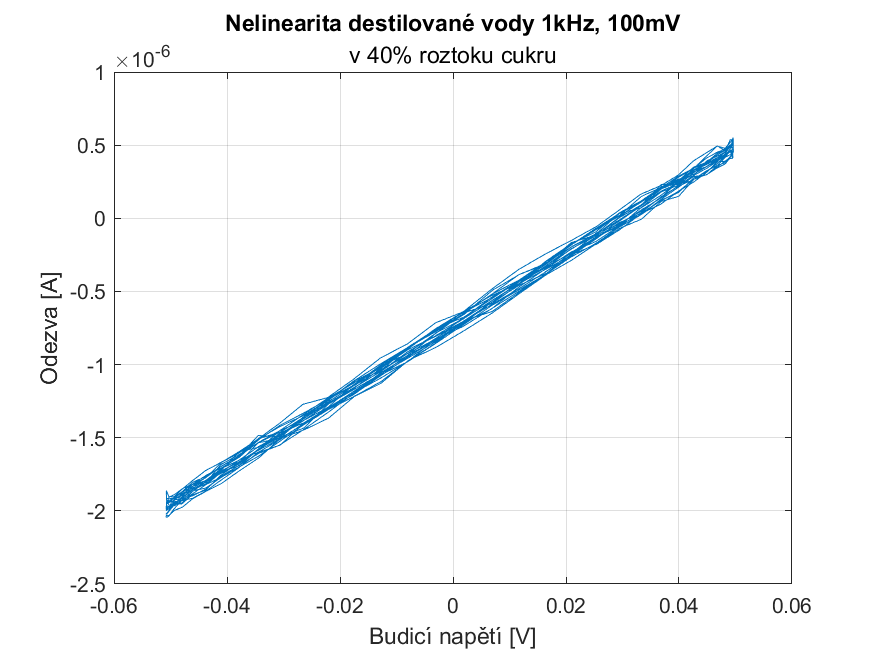 Nelinearita destilované vody 1kHz, 100mV
v 40% roztoku cukru
×10^-6
1
0.5
0
-0.5
-1
-1.5
-2
-2.5
-0.06 -0.04 -0.02 0 0.02 0.04 0.06
Odezva [A]
Budicí napětí [V]